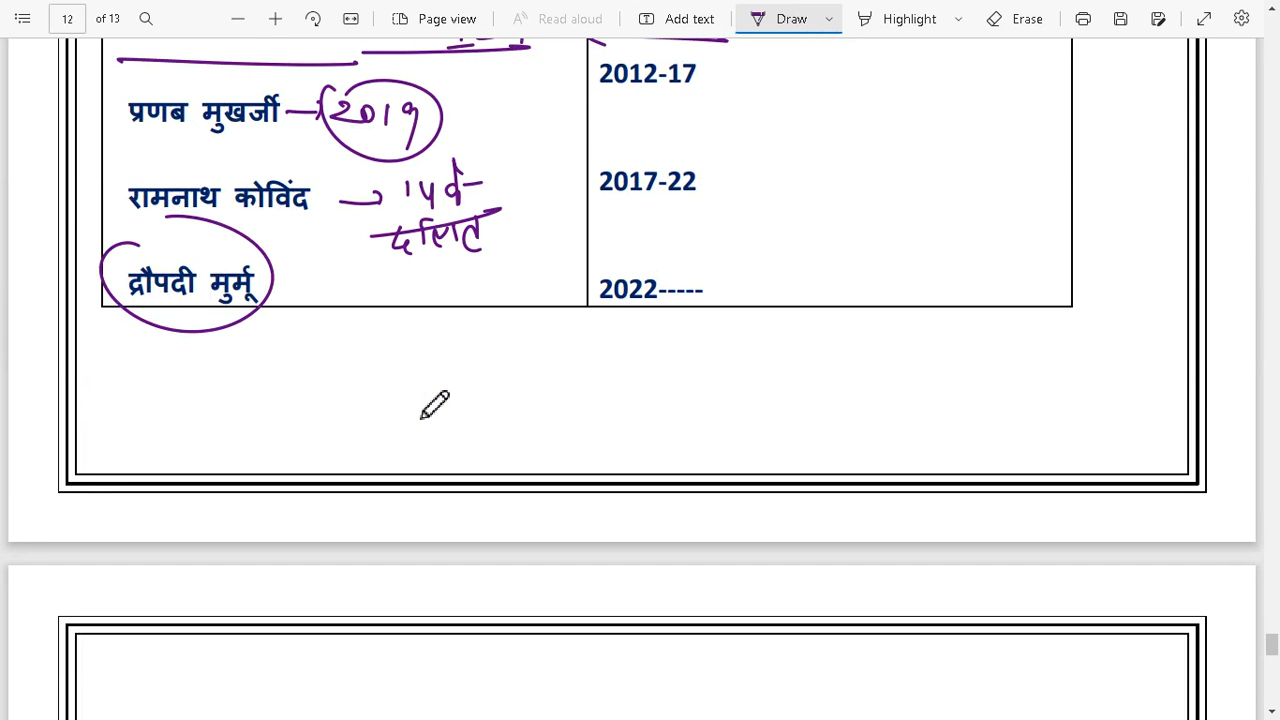 12 of 13 Page view Read aloud Add text Draw Highlight Erase
2012-17
प्रणब मुखर्जी 2019
रामनाथ कोविंद 14 वे 2017-22
दलित
द्रौपदी मुर्मू 2022-----